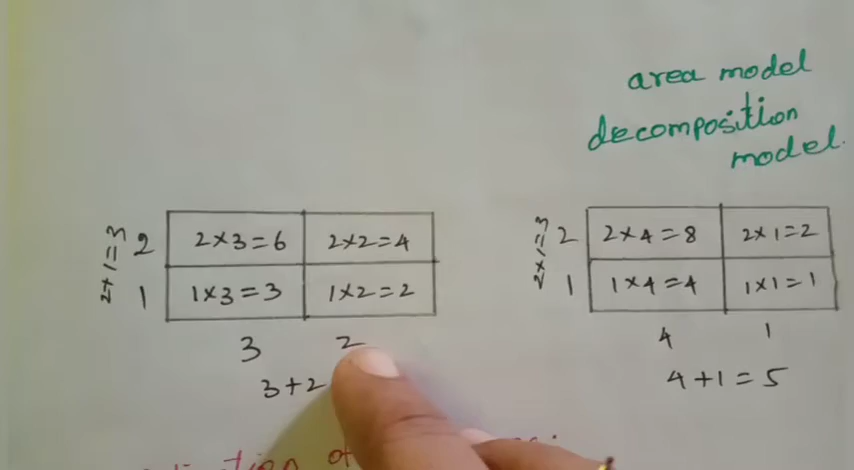 area model
decomposition
model.
2+1=3
2 2×3=6 2×2=4
1 1×3=3 1×2=2
3 2
3+2
2+1=3
2 2×4=8 2×1=2
1 1×4=4 1×1=1
4 1
4+1=5
of